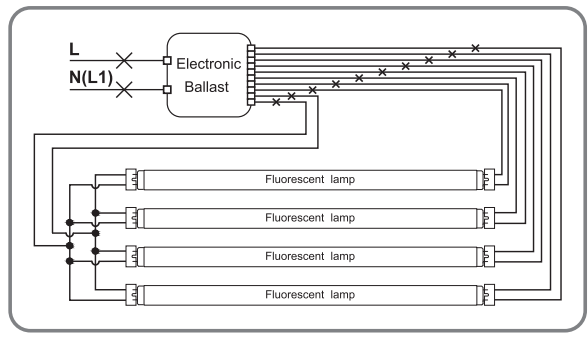 L
N(L1)
Electronic
Ballast
Fluorescent lamp
Fluorescent lamp
Fluorescent lamp
Fluorescent lamp